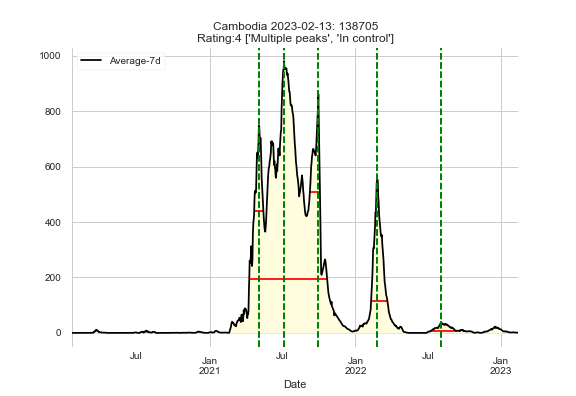 Cambodia 2023-02-13: 138705
Rating:4 ['Multiple peaks', 'In control']
Average-7d
1000
800
600
400
200
0
Jul Jan Jul Jan Jul Jan
2021 2022 2023
Date